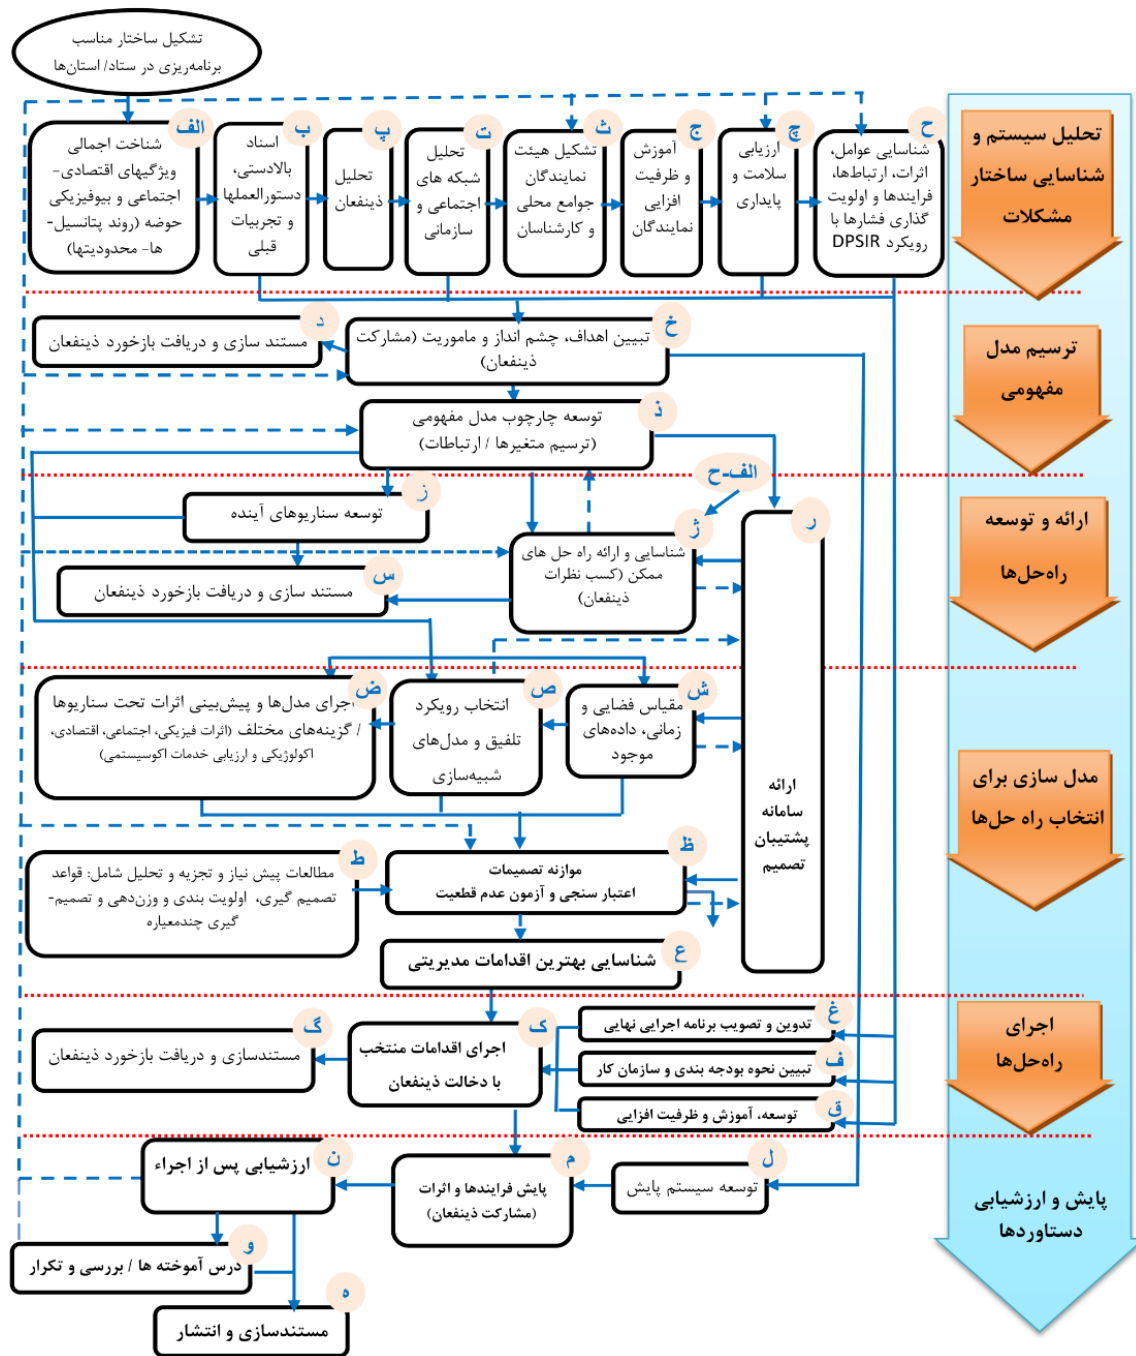 تشکیل ساختار مناسب
برنامه‌ریزی در ستاد/ استان‌ها
تحلیل سیستم و
شناسایی ساختار
مشکلات
الف
شناخت اجمالی
ویژگیهای اقتصادی-
اجتماعی و بیوفیزیکی
حوضه (روند پتانسیل-
ها- محدودیتها)
ب
اسناد
بالادستی،
دستورالعملها
و تجربیات
قبلی
پ
تحلیل
ذینفعان
ت
تحلیل
شبکه های
اجتماعی و
سازمانی
ث
تشکیل هیئت
نمایندگان
جوامع محلی
و کارشناسان
ج
آموزش
و ظرفیت
افزایی
نمایندگان
چ
ارزیابی
سلامت و
پایداری
ح
شناسایی عوامل،
اثرات، ارتباط‌ها،
فرایندها و اولویت
گذاری فشارها با
رویکرد DPSIR
ترسیم مدل
مفهومی
خ
تبیین اهداف، چشم انداز و ماموریت (مشارکت
ذینفعان)
د
مستند سازی و دریافت بازخورد ذینفعان
ذ
توسعه چارچوب مدل مفهومی
(ترسیم متغیرها / ارتباطات)
ارائه و توسعه
راه‌حل‌ها
الف-ح
ر
ارائه
سامانه
پشتیبان
تصمیم
ز
توسعه سناریوهای آینده
ژ
شناسایی و ارائه راه حل های
ممکن (کسب نظرات
ذینفعان)
س
مستند سازی و دریافت بازخورد ذینفعان
مدل سازی برای
انتخاب راه حل‌ها
ش
مقیاس فضایی و
زمانی، داده‌های
موجود
ص
انتخاب رویکرد
تلفیق و مدل‌های
شبیه‌سازی
ض
اجرای مدل‌ها و پیش‌بینی اثرات تحت سناریوها
/ گزینه‌های مختلف (اثرات فیزیکی، اجتماعی، اقتصادی،
اکولوژیکی و ارزیابی خدمات اکوسیستمی)
ط
مطالعات پیش نیاز و تجزیه و تحلیل شامل: قواعد
تصمیم گیری، اولویت بندی و وزن‌دهی و تصمیم-
گیری چندمعیاره
ظ
موازنه تصمیمات
اعتبار سنجی و آزمون عدم قطعیت
ع
شناسایی بهترین اقدامات مدیریتی
اجرای
راه‌حل‌ها
غ
تدوین و تصویب برنامه اجرایی نهایی
ف
تبیین نحوه بودجه بندی و سازمان کار
ق
توسعه، آموزش و ظرفیت افزایی
ک
اجرای اقدامات منتخب
با دخالت ذینفعان
گ
مستندسازی و دریافت بازخورد ذینفعان
پایش و ارزشیابی
دستاوردها
ل
توسعه سیستم پایش
م
پایش فرایندها و اثرات
(مشارکت ذینفعان)
ن
ارزشیابی پس از اجراء
و
درس آموخته ها / بررسی و تکرار
ه
مستندسازی و انتشار